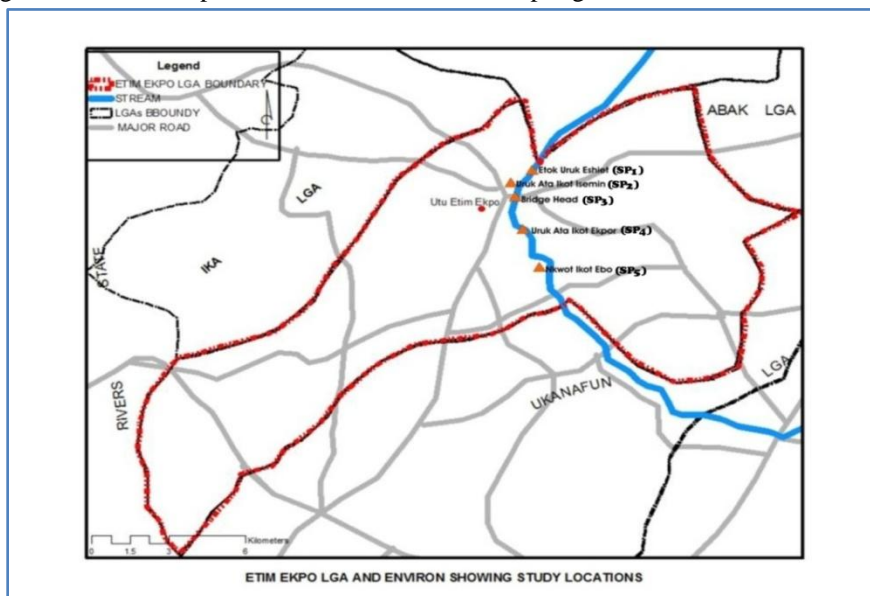 Legend
ETIM EKPO LGA BOUNDARY
STREAM
LGAs BBOUNDY
MAJOR ROAD
ABAK LGA
Etok Uruk Eshiet (SP1)
Uruk Ata Ikot Isemin (SP2)
Utu Etim Ekpo
Bridge Head (SP3)
Uruk Ata Ikot Ekpor (SP4)
Nkwot Ikot Ebo (SP5)
LGA
IKA
STATE
RIVERS
UKANAFUN
LGA
Kilometers
0 1.5 3 6
ETIM EKPO LGA AND ENVIRON SHOWING STUDY LOCATIONS